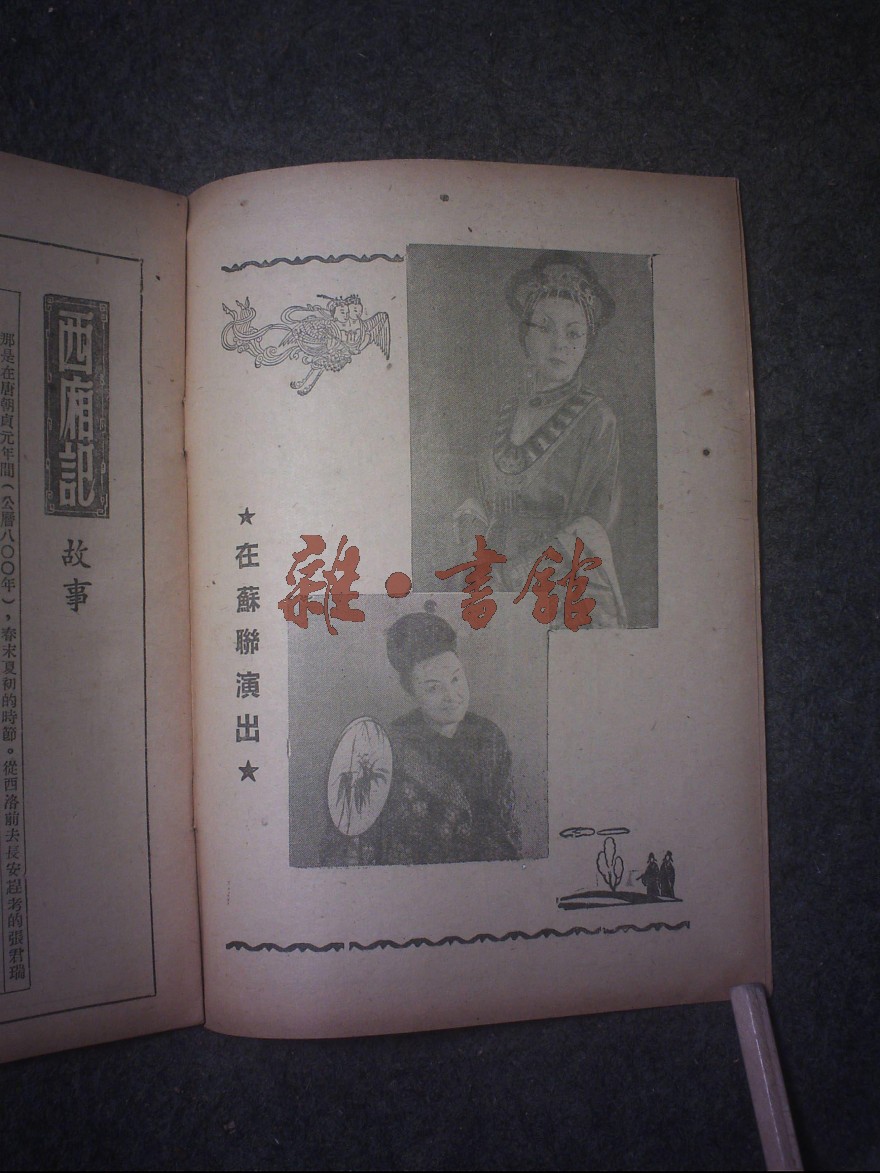 ★在蘇聯演出★
西廂記
故事
那是在唐朝貞元年間（公曆八〇〇年），春末夏初的時節。從西洛前去長安趕考的張君瑞
雜·書館